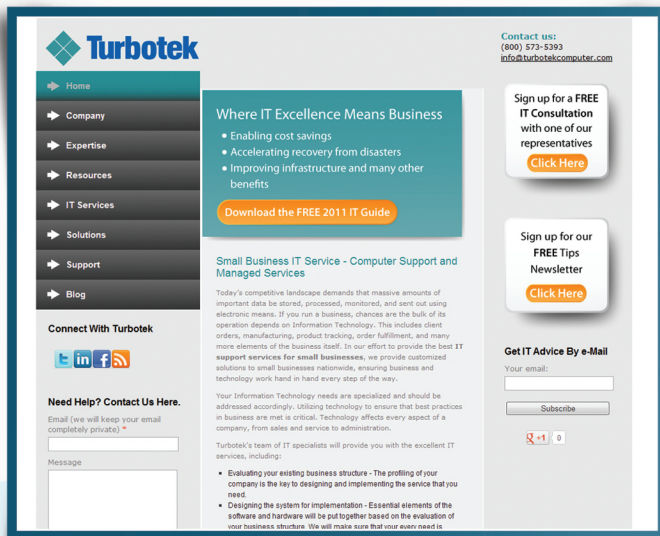 Turbotek
Contact us:
(800) 573-5393
info@turbotekcomputer.com
Home
Company
Expertise
Resources
IT Services
Solutions
Support
Blog
Connect With Turbotek
Need Help? Contact Us Here.
Email (we will keep your email
completely private) *
Message
Where IT Excellence Means Business
• Enabling cost savings
• Accelerating recovery from disasters
• Improving infrastructure and many other
benefits
Download the FREE 2011 IT Guide
Small Business IT Service - Computer Support and
Managed Services
Today's competitive landscape demands that massive amounts of
important data be stored, processed, monitored, and sent out using
electronic means. If you run a business, chances are the bulk of its
operation depends on Information Technology. This includes client
orders, manufacturing, product tracking, order fulfillment, and many
more elements of the business itself. In our effort to provide the best IT
support services for small businesses, we provide customized
solutions to small businesses nationwide, ensuring business and
technology work hand in hand every step of the way.
Your Information Technology needs are specialized and should be
addressed accordingly. Utilizing technology to ensure that best practices
in business are met is critical. Technology affects every aspect of a
company, from sales and service to administration.
Turbotek's team of IT specialists will provide you with the excellent IT
services, including:
Evaluating your existing business structure - The profiling of your
company is the key to designing and implementing the service that you
need.
Designing the system for implementation - Essential elements of the
software and hardware will be put together based on the evaluation of
your business structure. We will make sure that your every need is
Sign up for a FREE
IT Consultation
with one of our
representatives
Click Here
Sign up for our
FREE Tips
Newsletter
Click Here
Get IT Advice By e-Mail
Your email:
Subscribe
+1 0